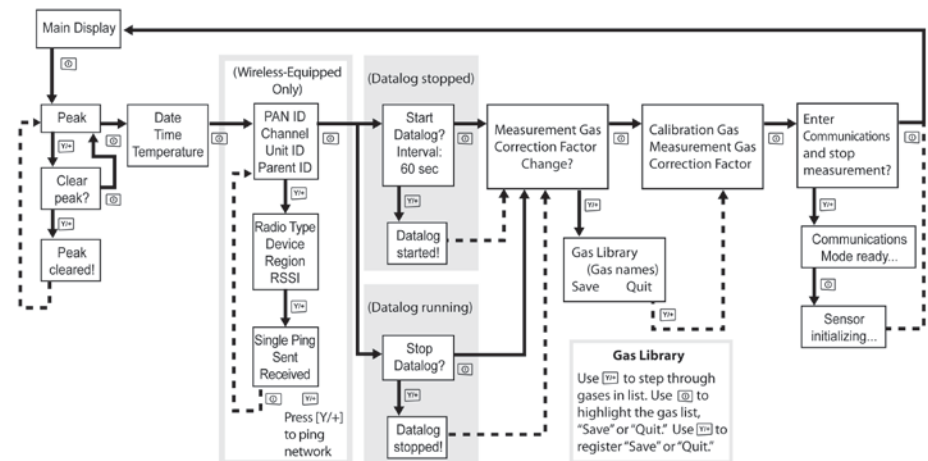 Main Display
Peak
Y/+
Clear
peak?
Y/+
Peak
cleared!
Date
Time
Temperature
(Wireless-Equipped
Only)
PAN ID
Channel
Unit ID
Parent ID
Y/+
Radio Type
Device
Region
RSSI
Y/+
Single Ping
Sent
Received
Y/+
Press [Y/+]
to ping
network
(Datalog stopped)
Start
Datalog?
Interval:
60 sec
Y/+
Datalog
started!
(Datalog running)
Stop
Datalog?
Y/+
Datalog
stopped!
Measurement Gas
Correction Factor
Change?
Y/+
Gas Library
(Gas names)
Save Quit
Y/+
Calibration Gas
Measurement Gas
Correction Factor
Enter
Communications
and stop
measurement?
Y/+
Communications
Mode ready...
Sensor
initializing...
Gas Library
Use Y/+ to step through
gases in list. Use to
highlight the gas list,
"Save" or "Quit." Use Y/+ to
register "Save" or "Quit."